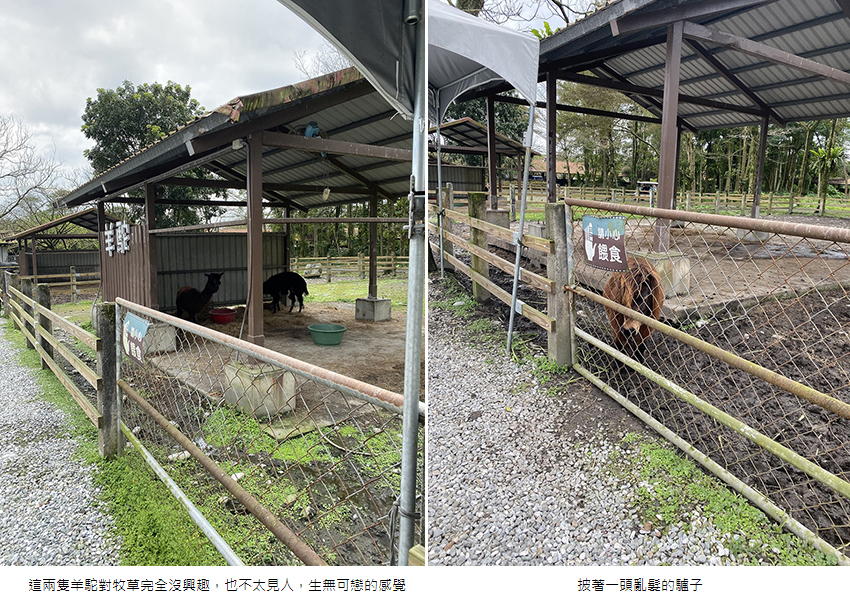 羊駝
餵食
請小心
餵食
這兩隻羊駝對牧草完全沒興趣，也不太見人，生無可戀的感覺
披著一頭亂髮的驢子